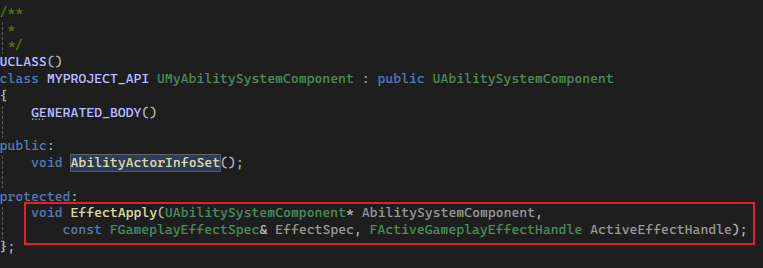 /**
*
*/
UCLASS()
class MYPROJECT_API UMyAbilitySystemComponent : public UAbilitySystemComponent
{
GENERATED_BODY()
public:
void AbilityActorInfoSet();
protected:
void EffectApply(UAbilitySystemComponent* AbilitySystemComponent,
const FGameplayEffectSpec& EffectSpec, FActiveGameplayEffectHandle ActiveEffectHandle);
};